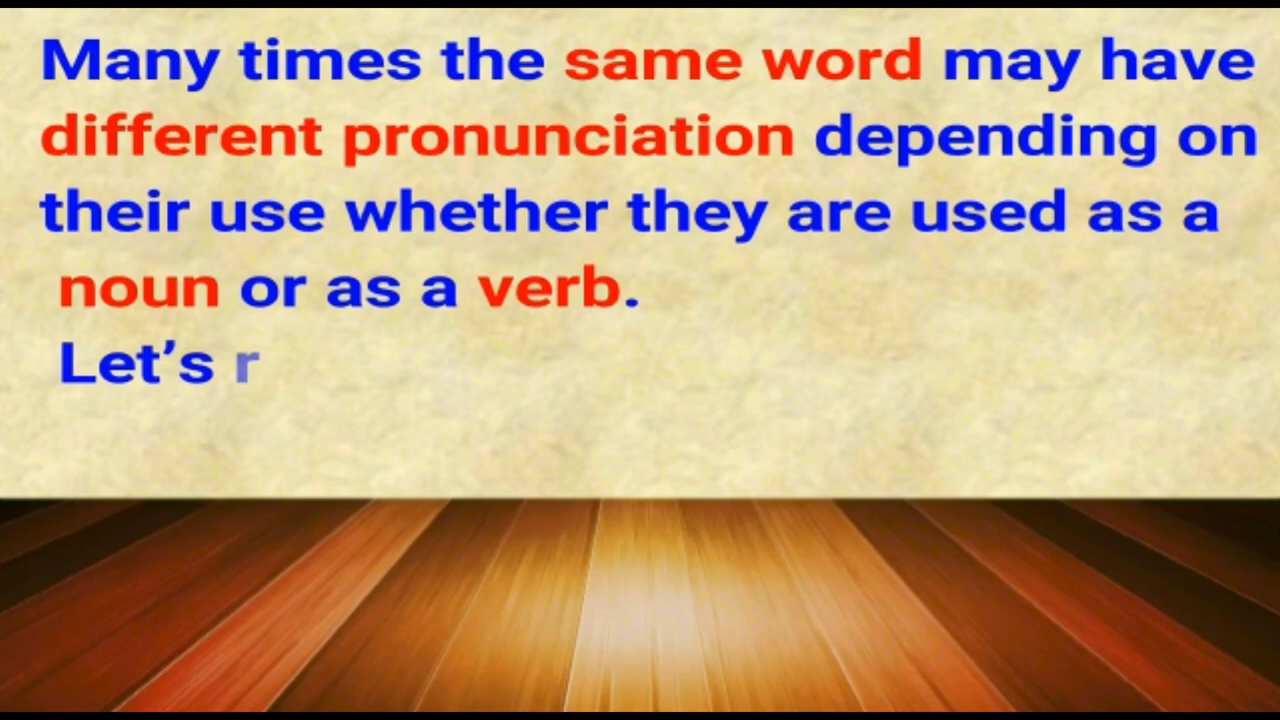 Many times the same word may have
different pronunciation depending on
their use whether they are used as a
noun or as a verb.
Let’s r